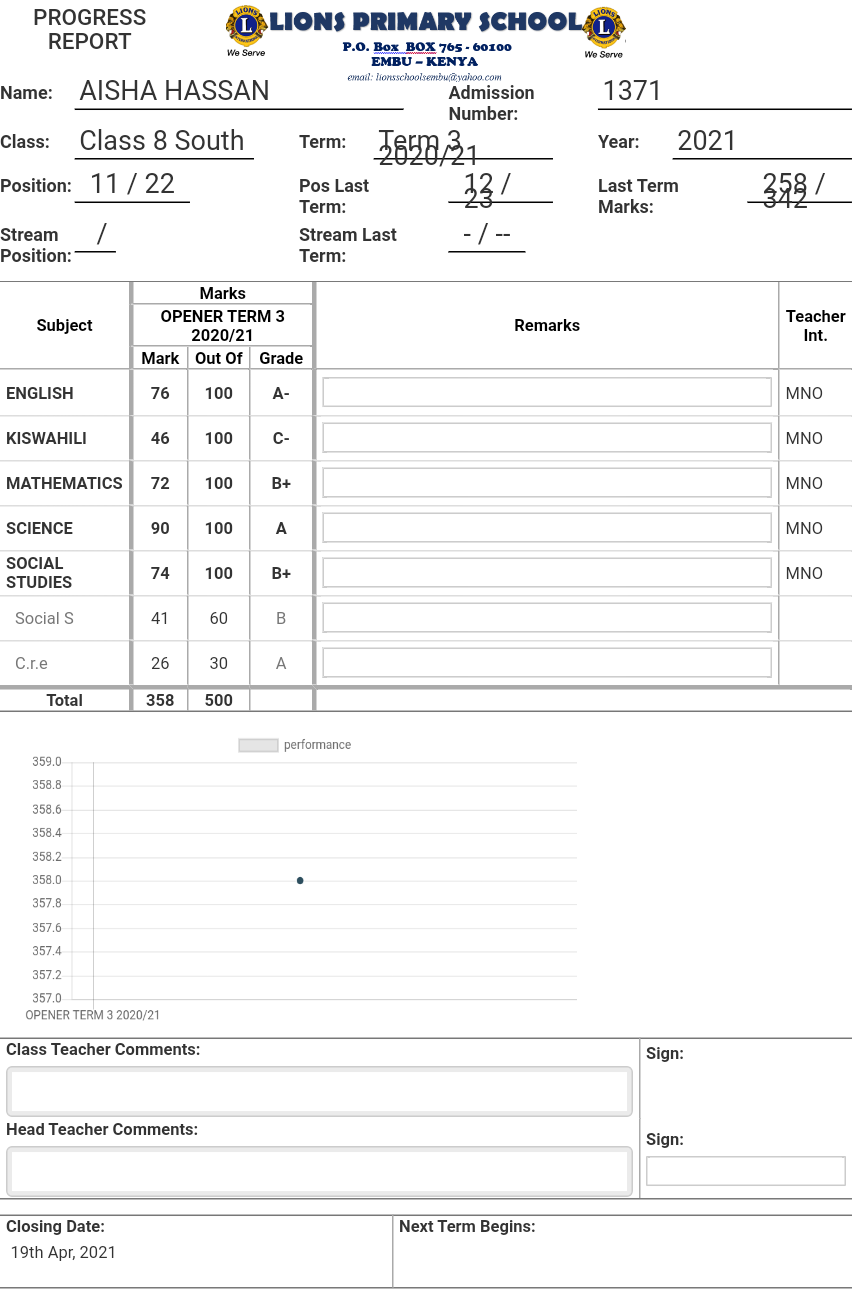 PROGRESS
REPORT
LIONS PRIMARY SCHOOL
We Serve
We Serve
P.O. Box BOX 765 - 60100
EMBU – KENYA
email: lionsschoolsembu@yahoo.com
Name: AISHA HASSAN Admission Number: 1371
Class: Class 8 South Term: Term 3 2020/21 Year: 2021
Position: 11 / 22 Pos Last Term: 12 / 23 Last Term Marks: 258 / 342
Stream Position: / Stream Last Term: - / --
Subject Marks Remarks Teacher Int.
OPENER TERM 3 2020/21
Mark Out Of Grade
ENGLISH 76 100 A- MNO
KISWAHILI 46 100 C- MNO
MATHEMATICS 72 100 B+ MNO
SCIENCE 90 100 A MNO
SOCIAL STUDIES 74 100 B+ MNO
Social S 41 60 B
C.r.e 26 30 A
Total 358 500
performance
359.0
358.8
358.6
358.4
358.2
358.0
357.8
357.6
357.4
357.2
357.0
OPENER TERM 3 2020/21
Class Teacher Comments: Sign:
Head Teacher Comments: Sign:
Closing Date: Next Term Begins:
19th Apr, 2021